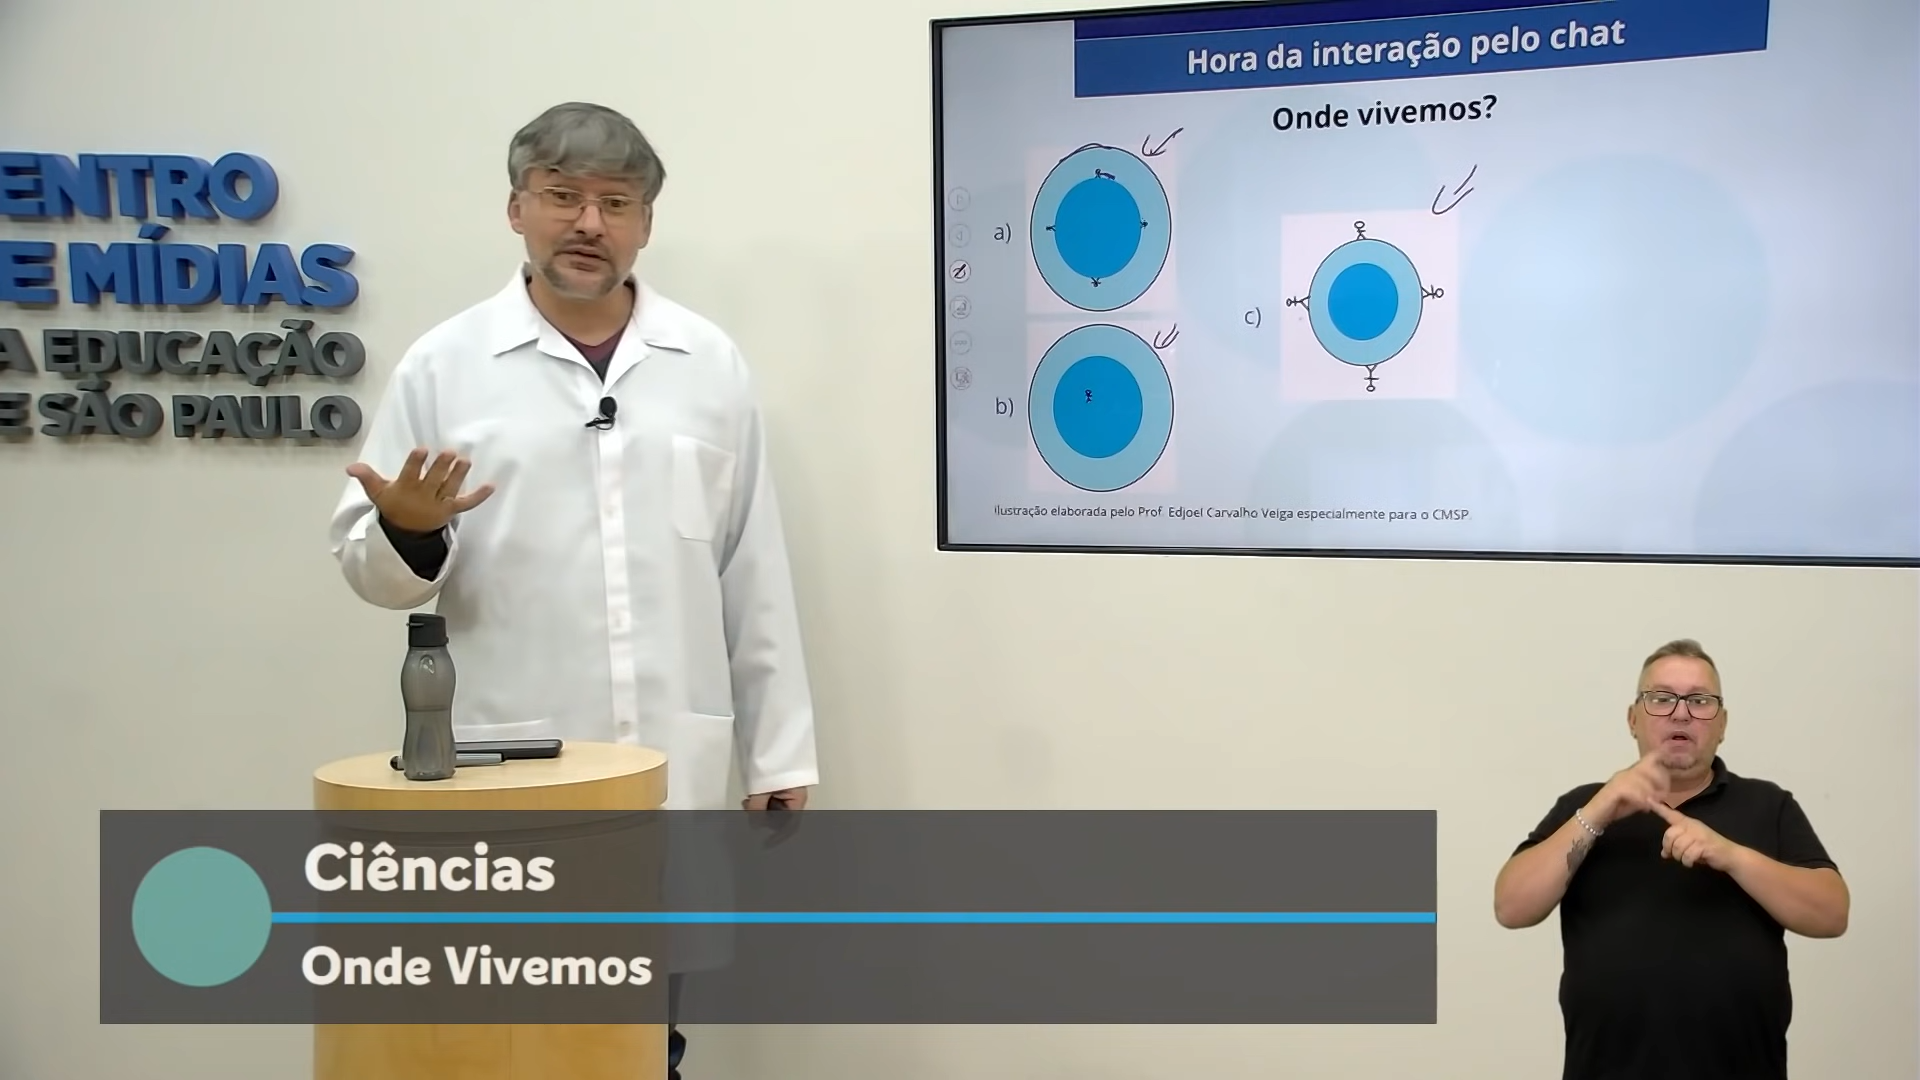 ENTRO
E MÍDIAS
A EDUCAÇÃO
E SÃO PAULO
Hora da interação pelo chat
Onde vivemos?
a)
b)
c)
Ilustração elaborada pelo Prof. Edjoel Carvalho Veiga especialmente para o CMSP.
Ciências
Onde Vivemos